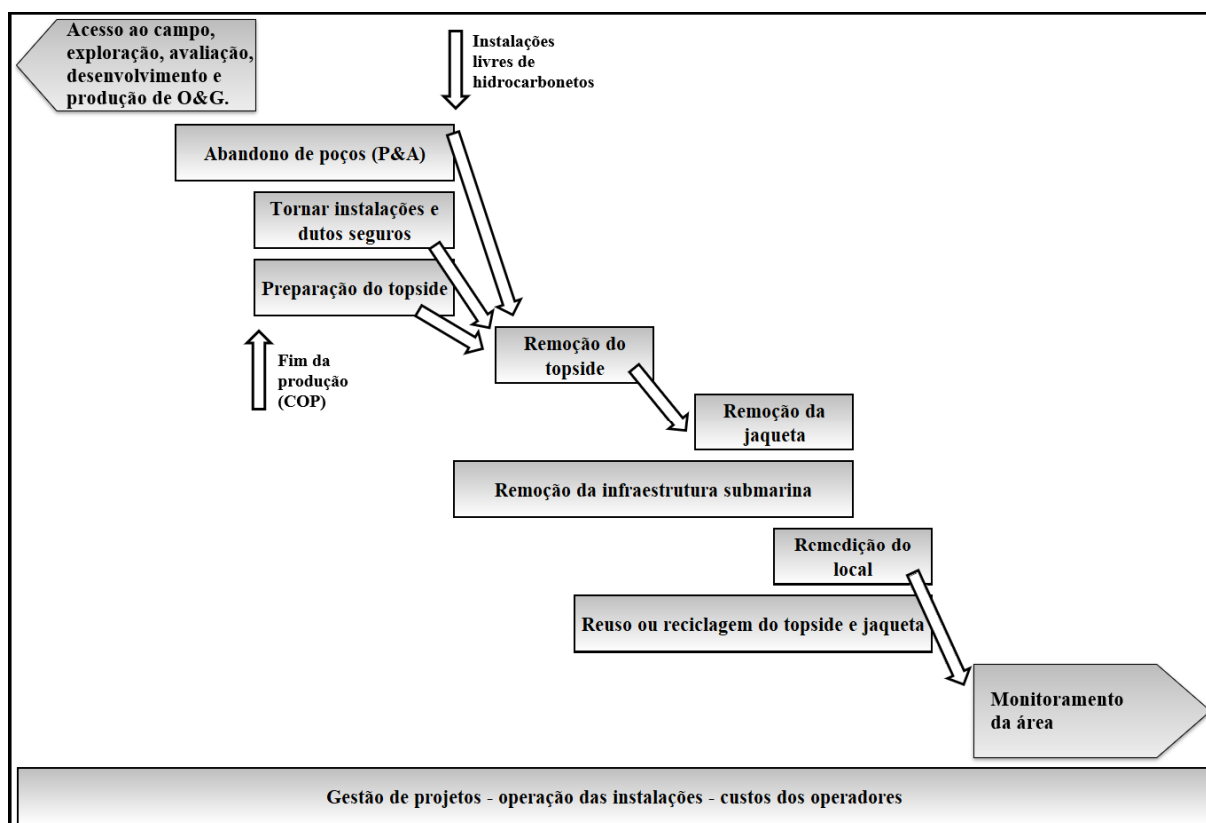 Acesso ao campo,
exploração, avaliação,
desenvolvimento e
produção de O&G.
Instalações
livres de
hidrocarbonetos
Abandono de poços (P&A)
Tornar instalações e
dutos seguros
Preparação do topside
Fim da
produção
(COP)
Remoção do
topside
Remoção da
jaqueta
Remoção da infraestrutura submarina
Remedição do
local
Reuso ou reciclagem do topside e jaqueta
Monitoramento
da área
Gestão de projetos - operação das instalações - custos dos operadores